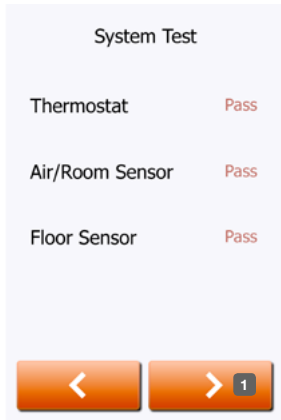 System Test
Thermostat Pass
Air/Room Sensor Pass
Floor Sensor Pass
1